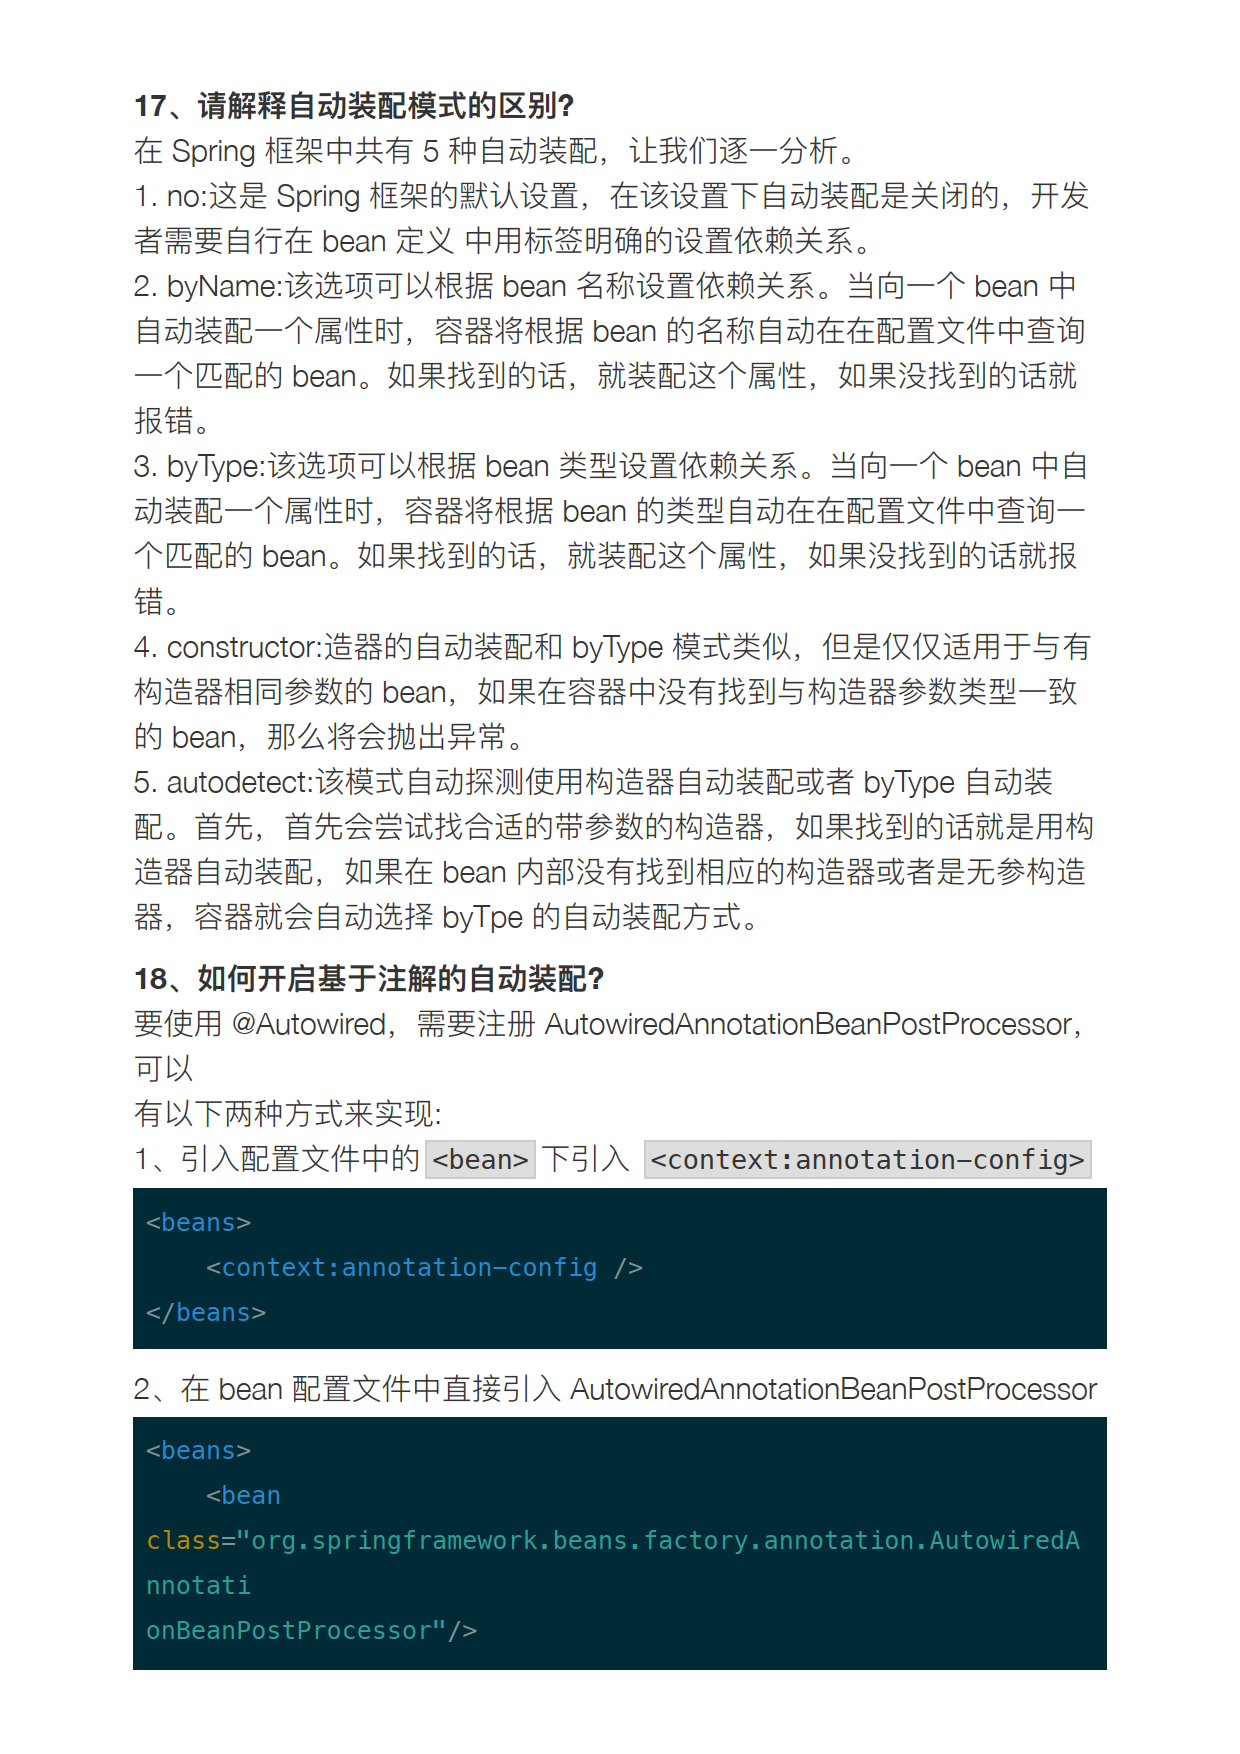 17、请解释自动装配模式的区别?
在 Spring 框架中共有 5 种自动装配，让我们逐一分析。
1. no:这是 Spring 框架的默认设置，在该设置下自动装配是关闭的，开发
者需要自行在 bean 定义 中用标签明确的设置依赖关系。
2. byName:该选项可以根据 bean 名称设置依赖关系。当向一个 bean 中
自动装配一个属性时，容器将根据 bean 的名称自动在在配置文件中查询
一个匹配的 bean。如果找到的话，就装配这个属性，如果没找到的话就
报错。
3. byType:该选项可以根据 bean 类型设置依赖关系。当向一个 bean 中自
动装配一个属性时，容器将根据 bean 的类型自动在在配置文件中查询一
个匹配的 bean。如果找到的话，就装配这个属性，如果没找到的话就报
错。
4. constructor:造器的自动装配和 byType 模式类似，但是仅仅适用于与有
构造器相同参数的 bean，如果在容器中没有找到与构造器参数类型一致
的 bean，那么将会抛出异常。
5. autodetect:该模式自动探测使用构造器自动装配或者 byType 自动装
配。首先，首先会尝试找合适的带参数的构造器，如果找到的话就是用构
造器自动装配，如果在 bean 内部没有找到相应的构造器或者是无参构造
器，容器就会自动选择 byTpe 的自动装配方式。
18、如何开启基于注解的自动装配?
要使用 @Autowired，需要注册 AutowiredAnnotationBeanPostProcessor，
可以
有以下两种方式来实现:
1、引入配置文件中的 <bean> 下引入 <context:annotation-config>
<beans>
    <context:annotation-config />
</beans>
2、在 bean 配置文件中直接引入 AutowiredAnnotationBeanPostProcessor
<beans>
    <bean
class="org.springframework.beans.factory.annotation.AutowiredA
nnotati
onBeanPostProcessor"/>